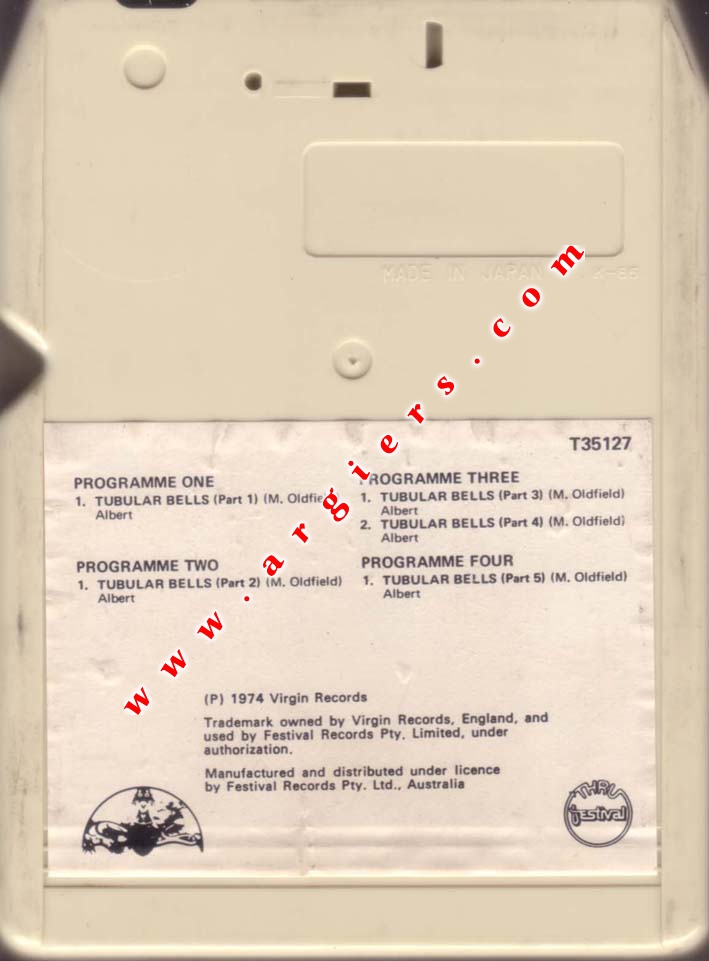 MADE IN JAPAN
K-85
T35127
PROGRAMME ONE
1. TUBULAR BELLS (Part 1) (M. Oldfie
Albert
PROGRAMME TWO
1. TUBULAR BELLS (Part 2) (M. Oldfield)
Albert
PROGRAMME THREE
1. TUBULAR BELLS (Part 3) (M. Oldfield)
Albert
2. TUBULAR BELLS (Part 4) (M. Oldfield)
Albert
PROGRAMME FOUR
1. TUBULAR BELLS (Part 5) (M. Oldfield)
Albert
(P) 1974 Virgin Records
Trademark owned by Virgin Records, England, and
used by Festival Records Pty. Limited, under
authorization.
Manufactured and distributed under licence
by Festival Records Pty. Ltd., Australia
THRU
festival
www.argiers.com